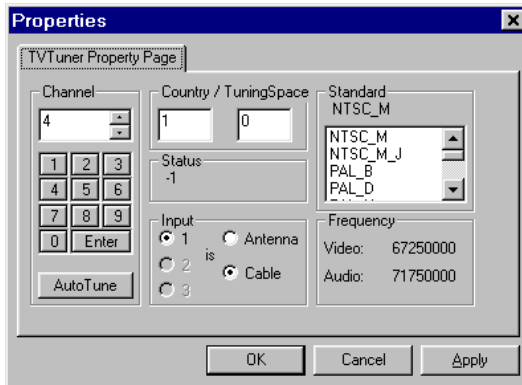 Properties
TVTuner Property Page
Channel
4
1 2 3
4 5 6
7 8 9
0 Enter
AutoTune
Country / TuningSpace
1 0
Status
-1
Input
1
2
3
is
Antenna
Cable
Standard
NTSC_M
NTSC_M
NTSC_M_J
PAL_B
PAL_D
Frequency
Video: 67250000
Audio: 71750000
OK Cancel Apply